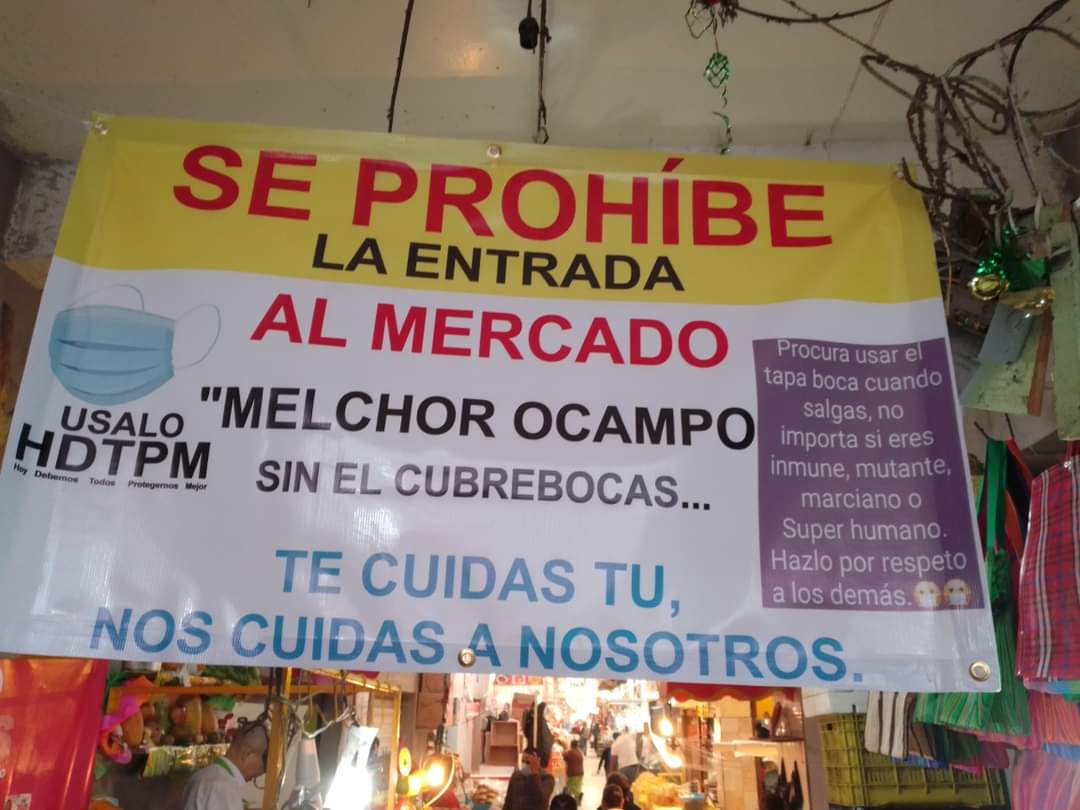 SE PROHÍBE
LA ENTRADA
AL MERCADO
"MELCHOR OCAMPO
SIN EL CUBREBOCAS...
USALO
HDTPM
Hoy Debemos Todos Protegernos Mejor
Procura usar el
tapa boca cuando
salgas, no
importa si eres
inmune, mutante,
marciano o
Super humano.
Hazlo por respeto
a los demás.😷😷
TE CUIDAS TU,
NOS CUIDAS A NOSOTROS.